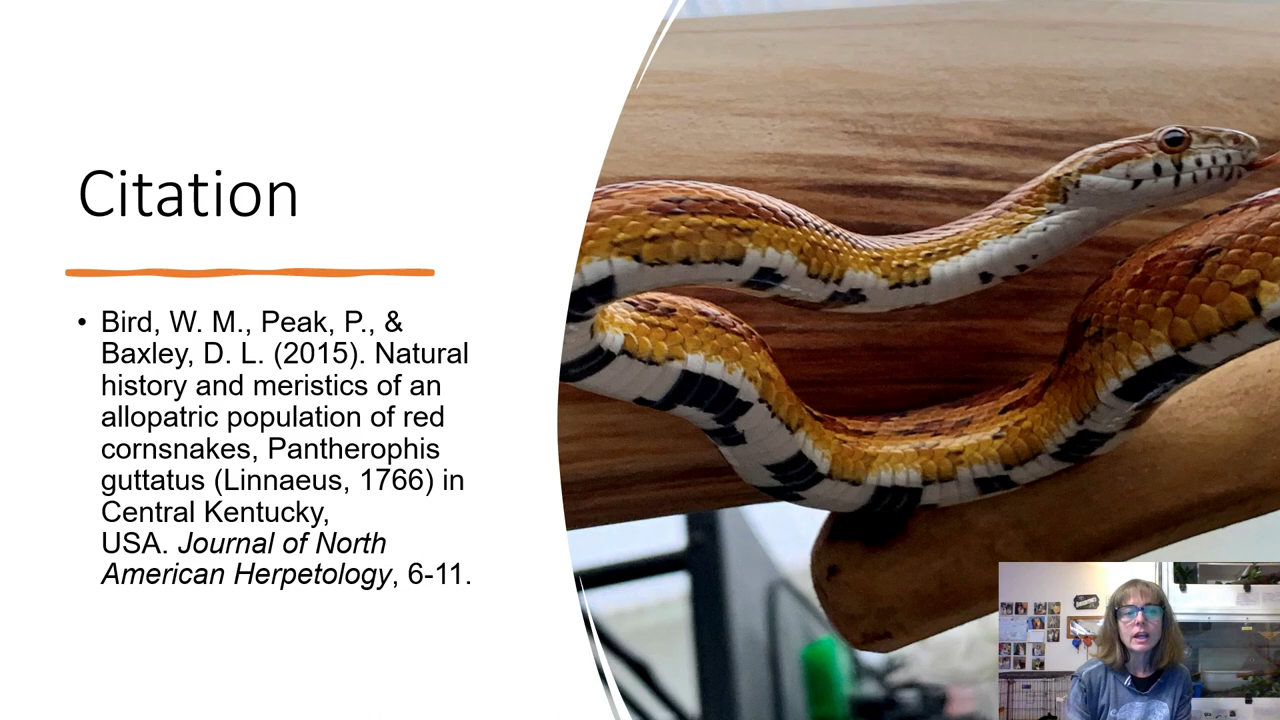 Citation
• Bird, W. M., Peak, P., &
Baxley, D. L. (2015). Natural
history and meristics of an
allopatric population of red
cornsnakes, Pantherophis
guttatus (Linnaeus, 1766) in
Central Kentucky,
USA. Journal of North
American Herpetology, 6-11.